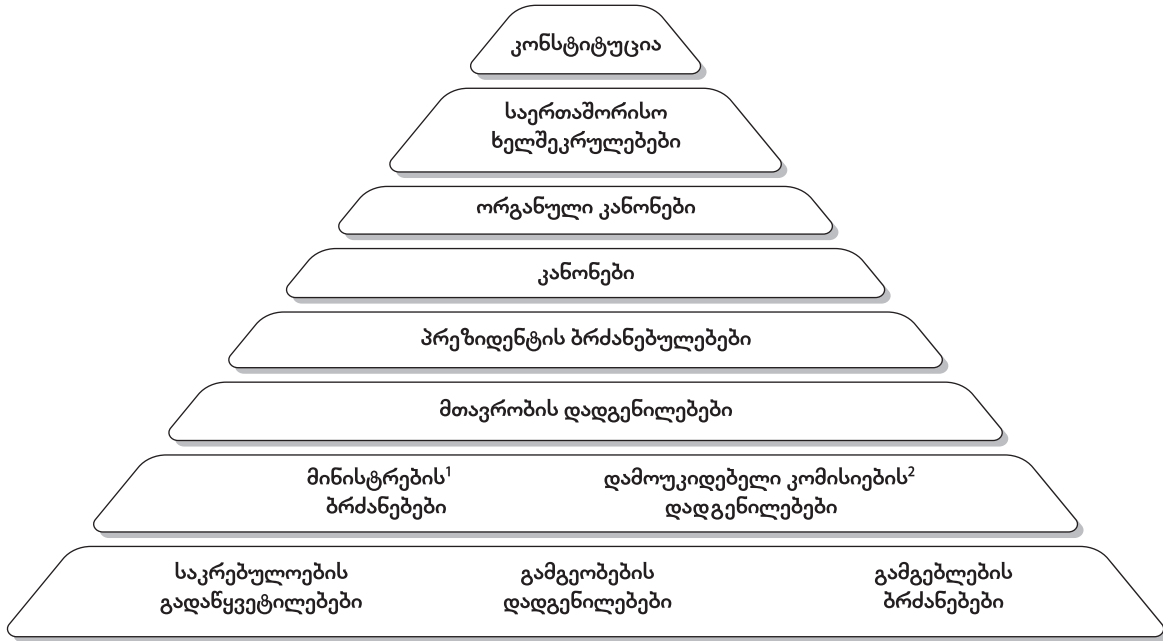 კონსტიტუცია
საერთაშორისო
ხელშეკრულებები
ორგანული კანონები
კანონები
პრეზიდენტის ბრძანებულებები
მთავრობის დადგენილებები
მინისტრების¹ დამოუკიდებელი კომისიების²
ბრძანებები დადგენილებები
საკრებულოების გამგეობების გამგებლების
გადაწყვეტილებები დადგენილებები ბრძანებები